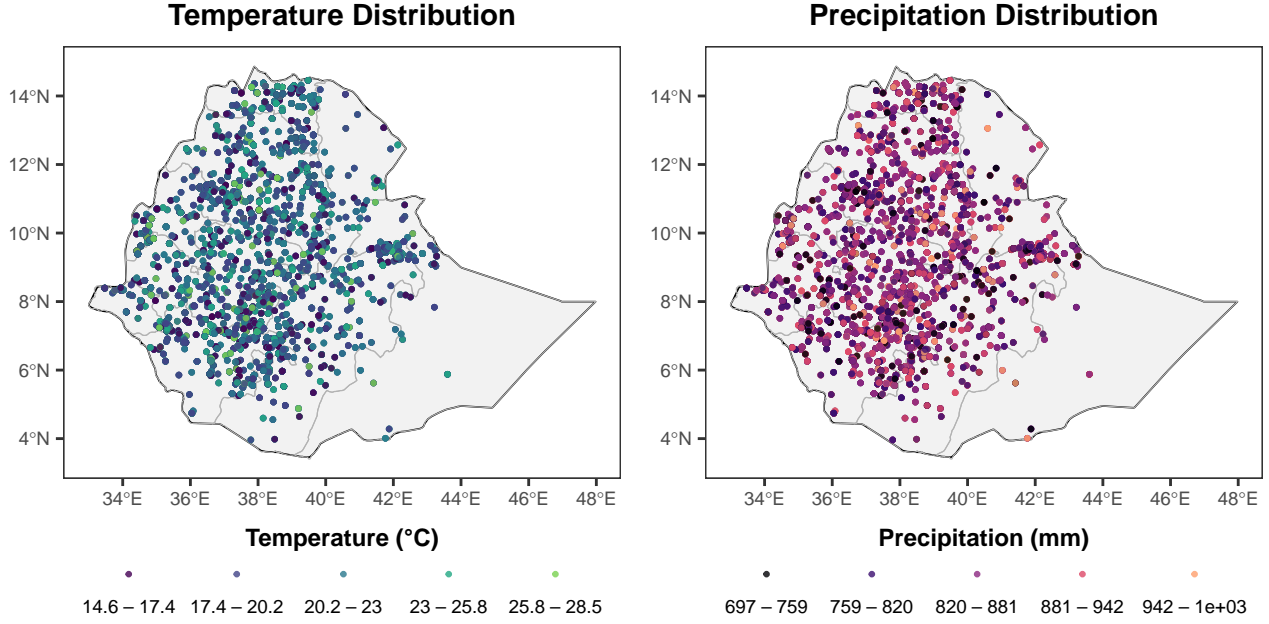 Temperature Distribution
Precipitation Distribution
14°N
12°N
10°N
8°N
6°N
4°N
34°E 36°E 38°E 40°E 42°E 44°E 46°E 48°E
14°N
12°N
10°N
8°N
6°N
4°N
34°E 36°E 38°E 40°E 42°E 44°E 46°E 48°E
Temperature (°C)
14.6 – 17.4 17.4 – 20.2 20.2 – 23 23 – 25.8 25.8 – 28.5
Precipitation (mm)
697 – 759 759 – 820 820 – 881 881 – 942 942 – 1e+03